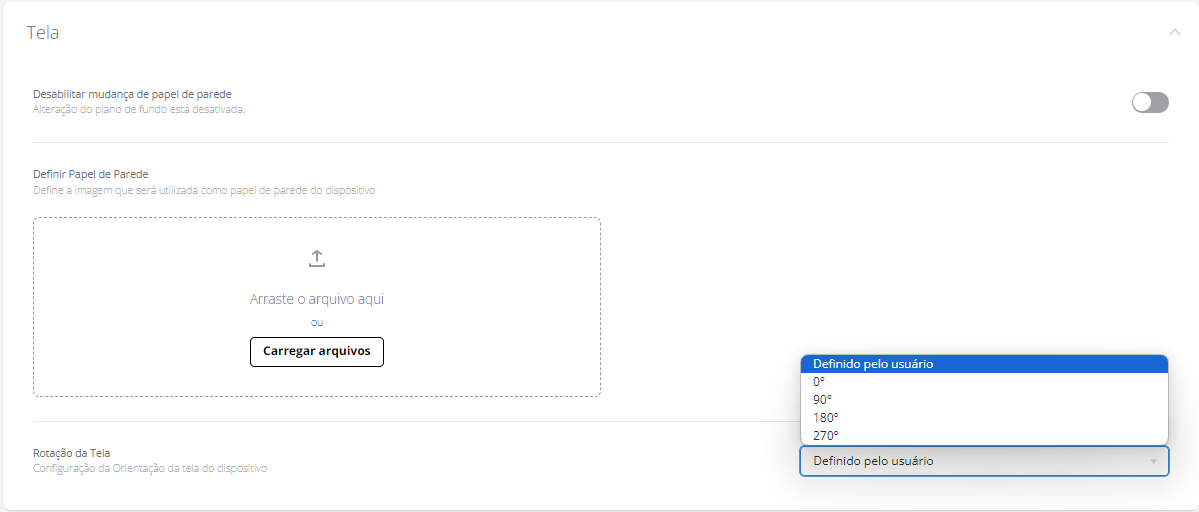 Tela
Desabilitar mudança de papel de parede
Alteração do plano de fundo está desativada.
Definir Papel de Parede
Define a imagem que será utilizada como papel de parede do dispositivo
Arraste o arquivo aqui
ou
Carregar arquivos
Definido pelo usuário
0°
90°
180°
270°
Rotação da Tela
Configuração da Orientação da tela do dispositivo
Definido pelo usuário